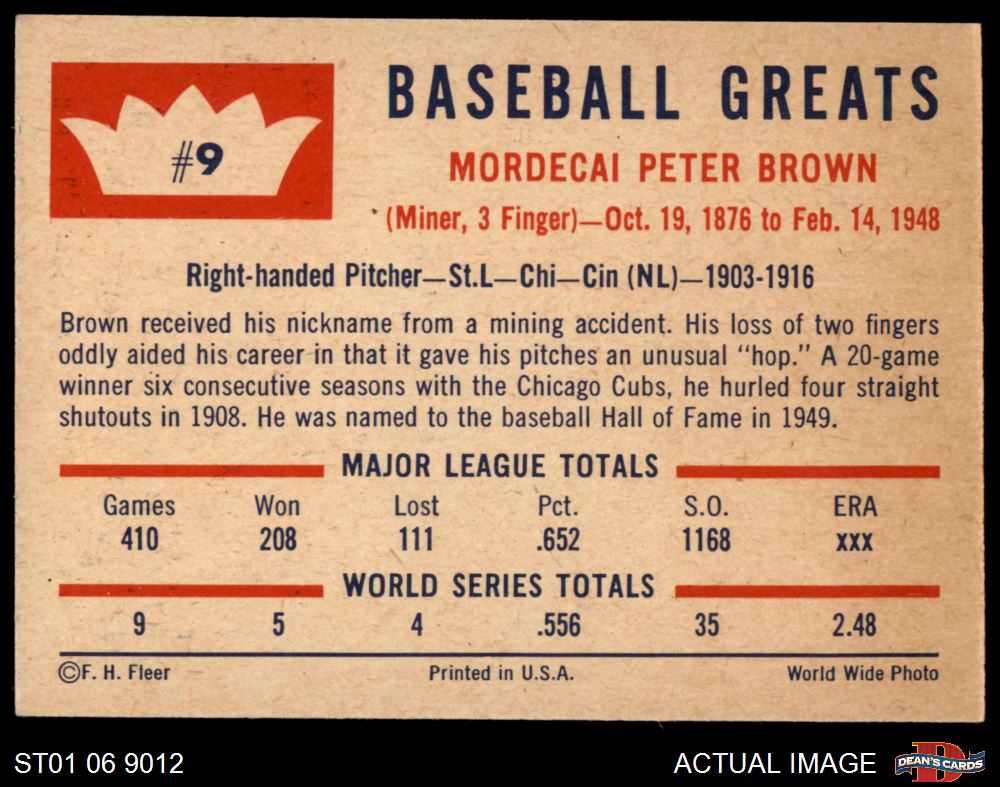 #9
BASEBALL GREATS
MORDECAI PETER BROWN
(Miner, 3 Finger)—Oct. 19, 1876 to Feb. 14, 1948
Right-handed Pitcher—St.L—Chi—Cin (NL)—1903-1916
Brown received his nickname from a mining accident. His loss of two fingers
oddly aided his career in that it gave his pitches an unusual "hop." A 20-game
winner six consecutive seasons with the Chicago Cubs, he hurled four straight
shutouts in 1908. He was named to the baseball Hall of Fame in 1949.
MAJOR LEAGUE TOTALS
Games Won Lost Pct. S.O. ERA
410 208 111 .652 1168 xxx
WORLD SERIES TOTALS
9 5 4 .556 35 2.48
©F. H. Fleer Printed in U.S.A. World Wide Photo
ST01 06 9012 ACTUAL IMAGE D DEAN'S CARDS